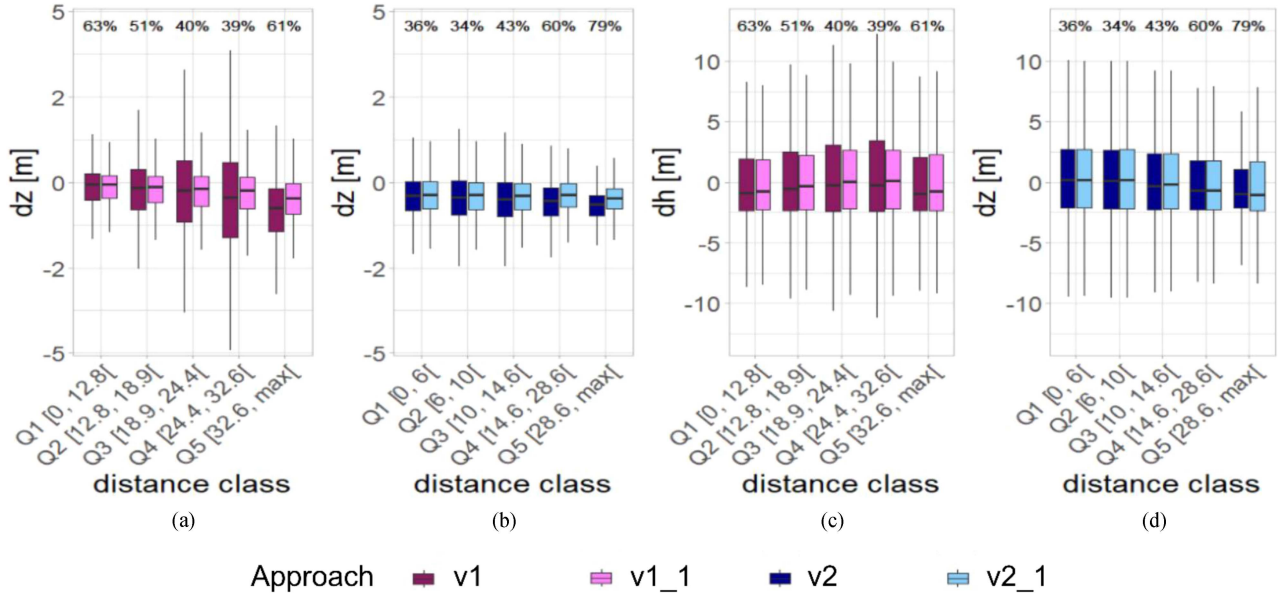 63% 51% 40% 39% 61%
5
2
0
-2
-5
dz [m]
Q1 [0, 12.8[
Q2 [12.8, 18.9[
Q3 [18.9, 24.4[
Q4 [24.4, 32.6[
Q5 [32.6, max[
distance class
(a)
36% 34% 43% 60% 79%
5
2
0
-2
-5
dz [m]
Q1 [0, 6[
Q2 [6, 10[
Q3 [10, 14.6[
Q4 [14.6, 28.6[
Q5 [28.6, max[
distance class
(b)
63% 51% 40% 39% 61%
10
5
0
-5
-10
dh [m]
Q1 [0, 12.8[
Q2 [12.8, 18.9[
Q3 [18.9, 24.4[
Q4 [24.4, 32.6[
Q5 [32.6, max[
distance class
(c)
36% 34% 43% 60% 79%
10
5
0
-5
-10
dz [m]
Q1 [0, 6[
Q2 [6, 10[
Q3 [10, 14.6[
Q4 [14.6, 28.6[
Q5 [28.6, max[
distance class
(d)
Approach v1 v1_1 v2 v2_1